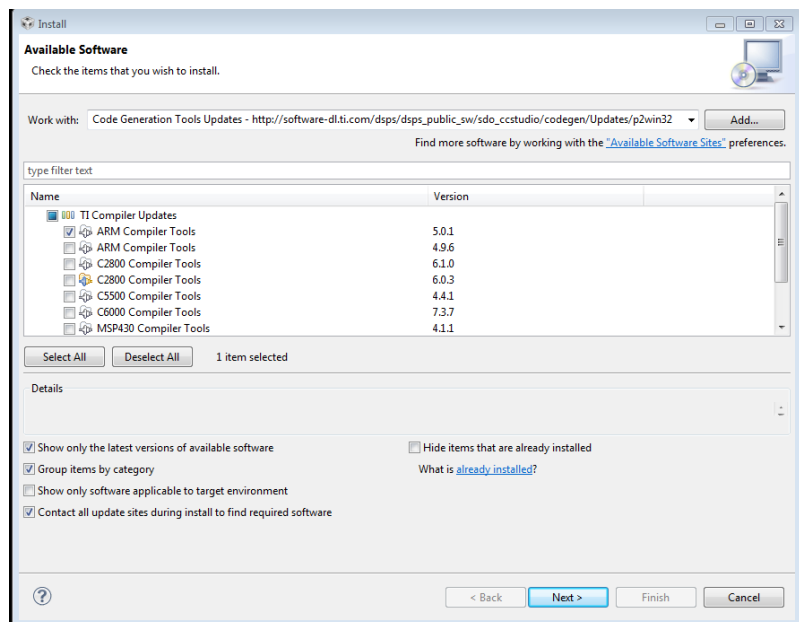 Install
Available Software
Check the items that you wish to install.
Work with: Code Generation Tools Updates - http://software-dl.ti.com/dsps/dsps_public_sw/sdo_ccstudio/codegen/Updates/p2win32 Add...
Find more software by working with the "Available Software Sites" preferences.
type filter text
Name Version
TI Compiler Updates
ARM Compiler Tools 5.0.1
ARM Compiler Tools 4.9.6
C2800 Compiler Tools 6.1.0
C2800 Compiler Tools 6.0.3
C5500 Compiler Tools 4.4.1
C6000 Compiler Tools 7.3.7
MSP430 Compiler Tools 4.1.1
Select All Deselect All 1 item selected
Details
Show only the latest versions of available software Hide items that are already installed
Group items by category What is already installed?
Show only software applicable to target environment
Contact all update sites during install to find required software
? < Back Next > Finish Cancel